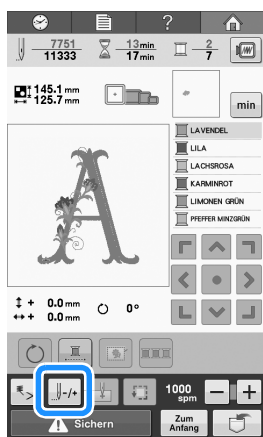 ?
7751 13min 2
11333 17min 7
145.1 mm
125.7 mm
min
LAVENDEL
LILA
LACHSROSA
KARMINROT
LIMONEN GRÜN
PFEFFER MINZGRÜN
A
+ 0.0 mm 0°
+ 0.0 mm
-/+
1000
spm
- +
Sichern
Zum
Anfang